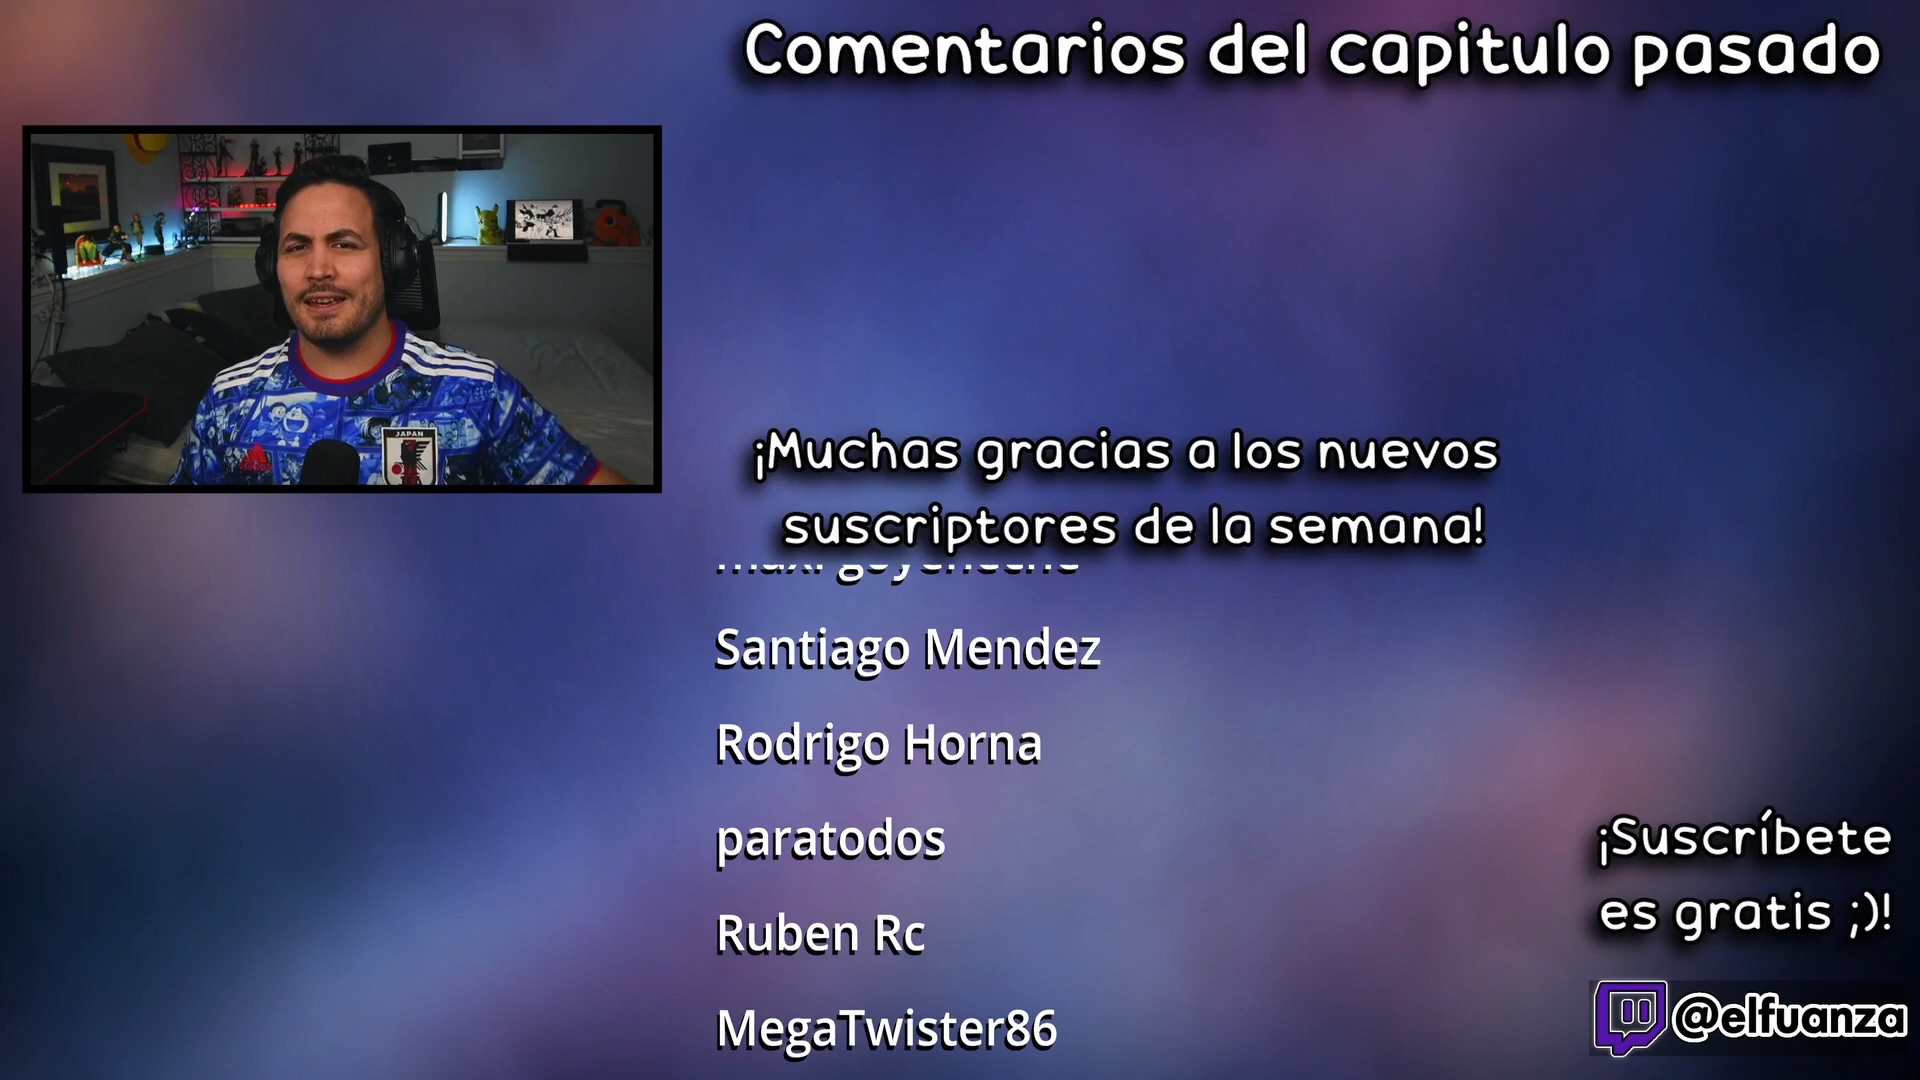 Comentarios del capitulo pasado
JAPAN
¡Muchas gracias a los nuevos
suscriptores de la semana!
Santiago Mendez
Rodrigo Horna
paratodos
Ruben Rc
MegaTwister86
¡Suscríbete
es gratis ;)!
@elfuanza